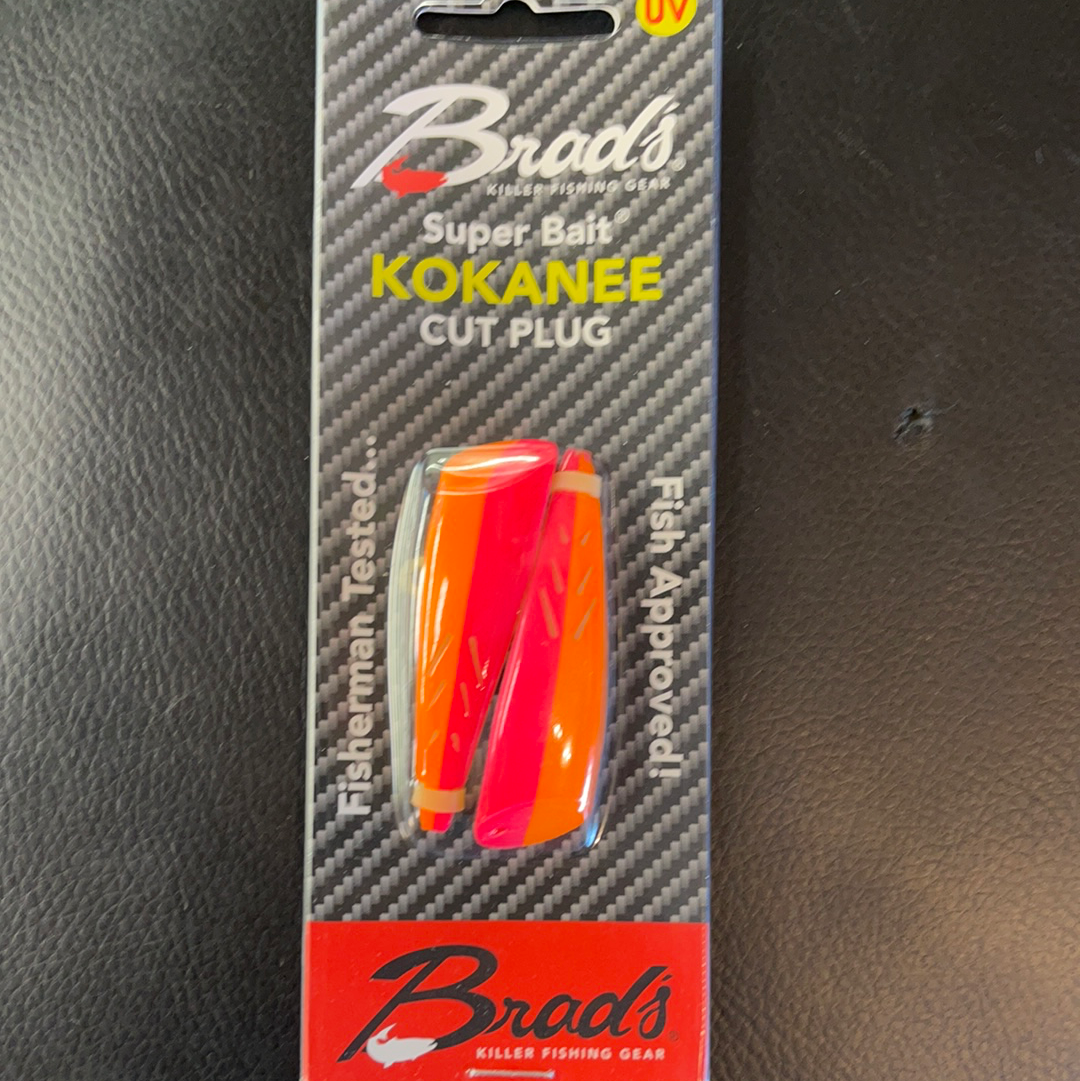 UV
Brad's®
KILLER FISHING GEAR
Super Bait®
KOKANEE
CUT PLUG
Fisherman Tested...
Fish Approved!
Brad's®
KILLER FISHING GEAR